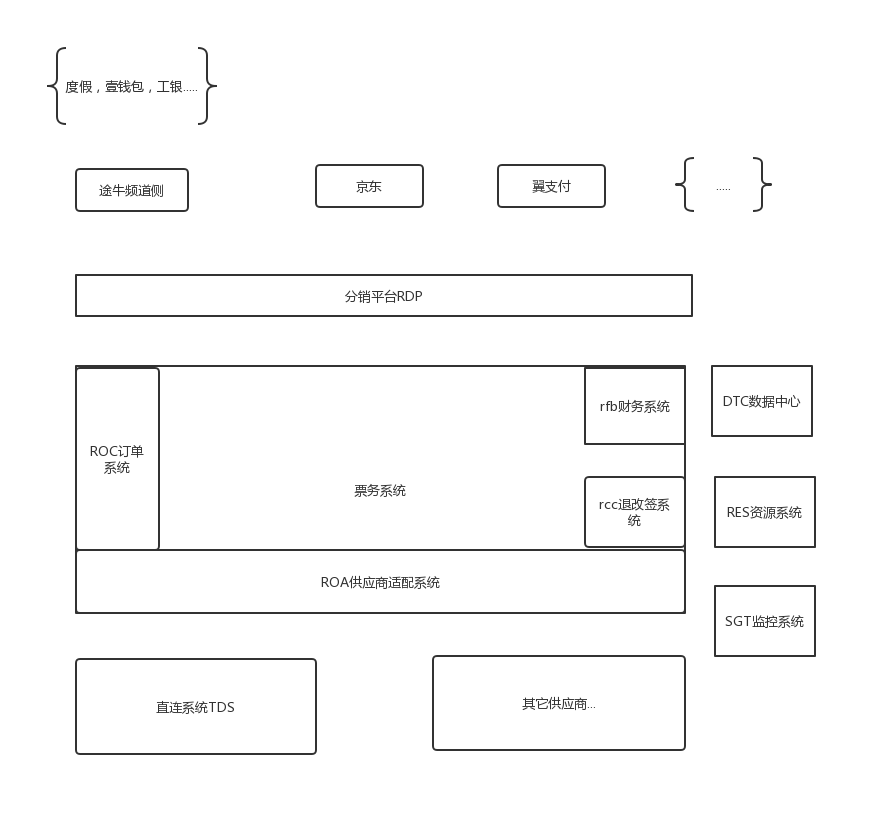 度假，壹钱包，工银.....
途牛频道侧
京东
翼支付
.....
分销平台RDP
ROC订单
系统
票务系统
rfb财务系统
rcc退改签系
统
ROA供应商适配系统
DTC数据中心
RES资源系统
SGT监控系统
直连系统TDS
其它供应商...